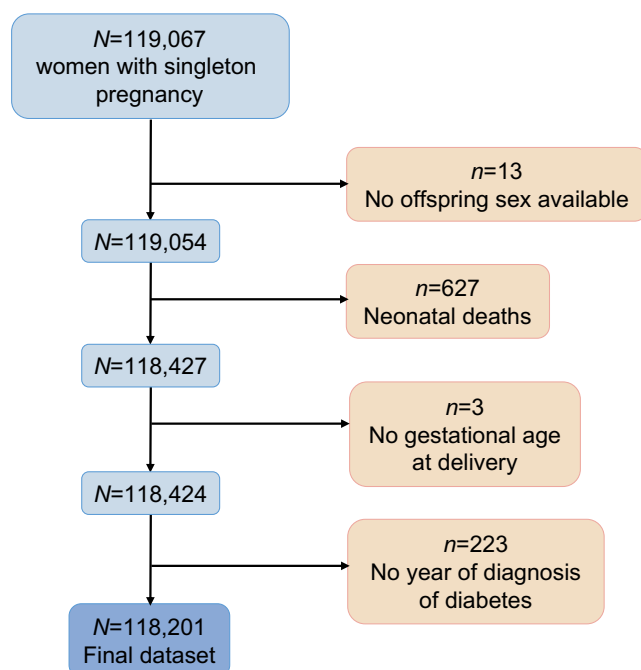 N=119,067
women with singleton
pregnancy
n=13
No offspring sex available
N=119,054
n=627
Neonatal deaths
N=118,427
n=3
No gestational age
at delivery
N=118,424
n=223
No year of diagnosis
of diabetes
N=118,201
Final dataset